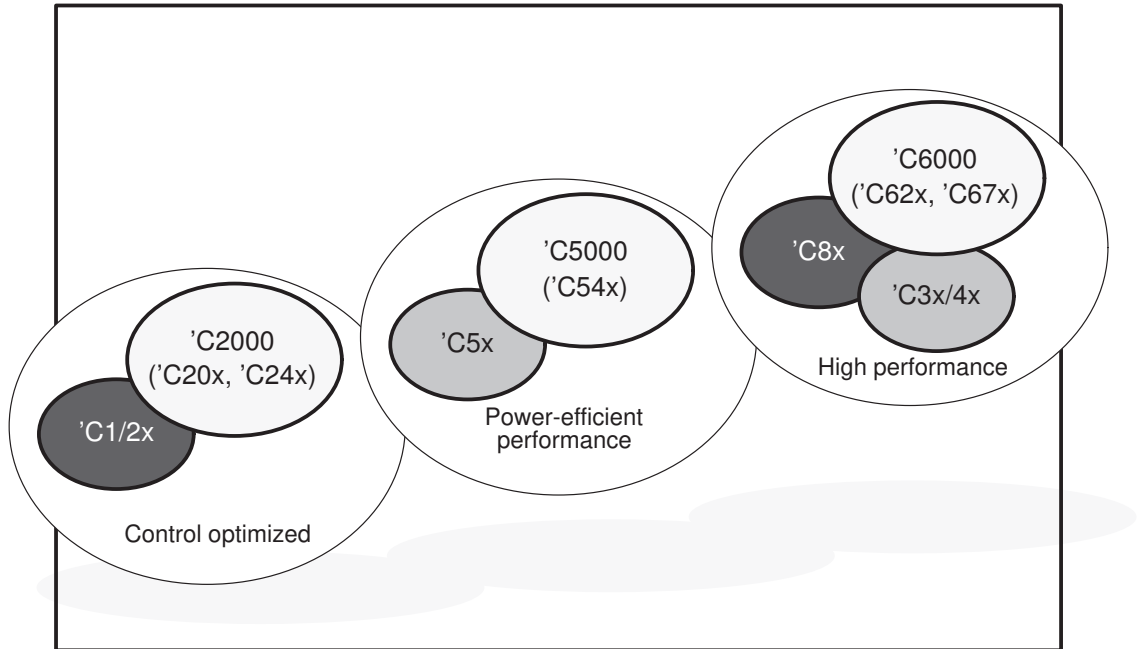 ’C6000
(’C62x, ’C67x)
’C8x
’C3x/4x
High performance
’C5000
(’C54x)
’C5x
Power-efficient
performance
’C2000
(’C20x, ’C24x)
’C1/2x
Control optimized